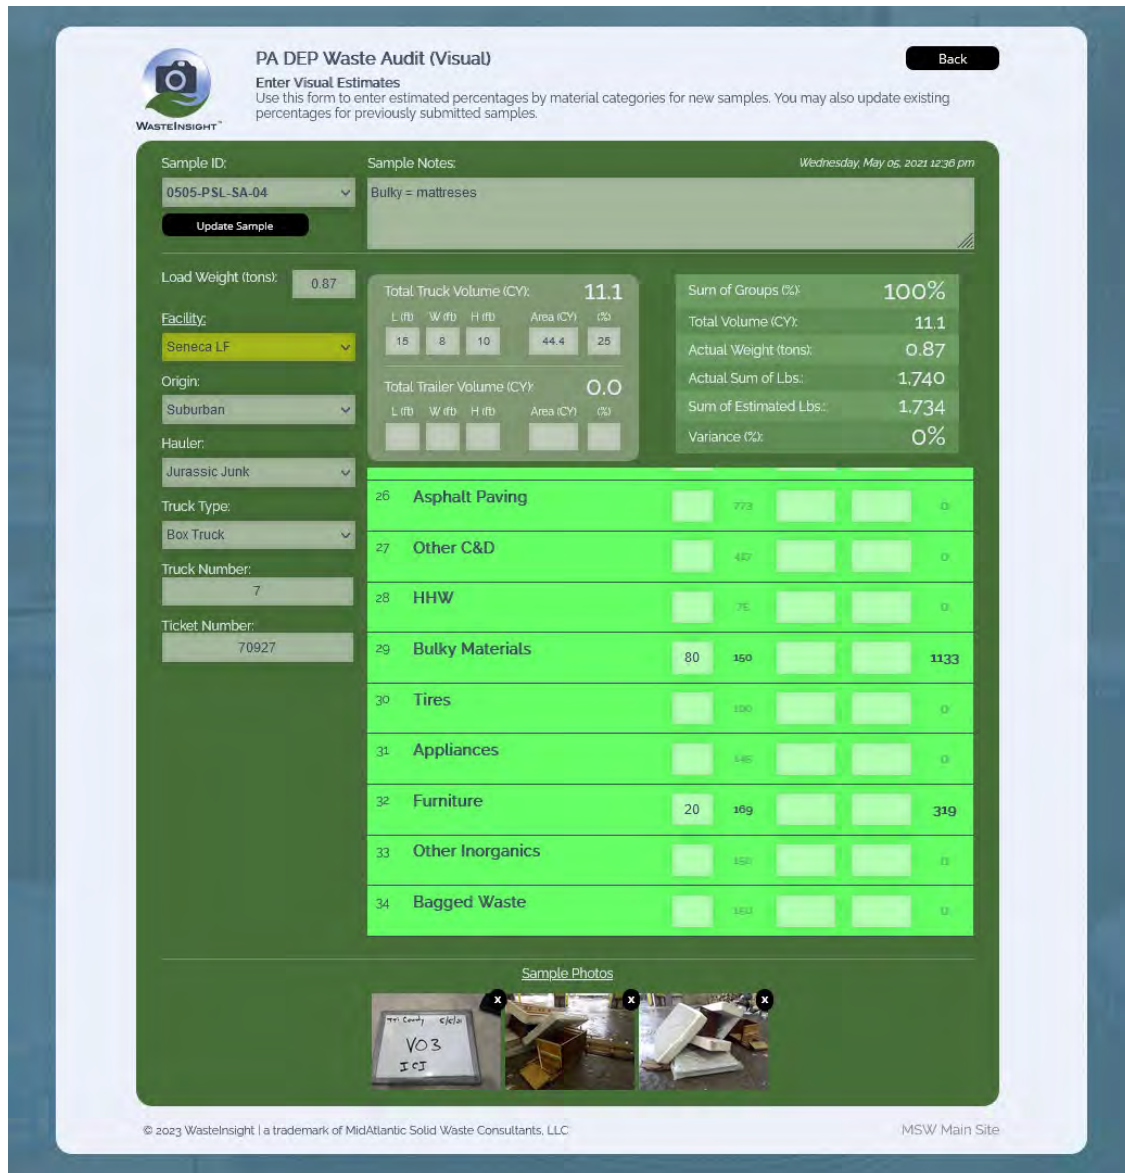 PA DEP Waste Audit (Visual)
Back
Enter Visual Estimates
Use this form to enter estimated percentages by material categories for new samples. You may also update existing
percentages for previously submitted samples.
WASTEINSIGHT™
Sample ID:
Sample Notes:
Wednesday, May 05, 2021 12:36 pm
0505-PSL-SA-04
Bulky = mattreses
Update Sample
Load Weight (tons):
0.87
Total Truck Volume (CY):
11.1
L (ft) W (ft) H (ft) Area (CY) (%)
15 8 10 44.4 25
Total Trailer Volume (CY):
0.0
L (ft) W (ft) H (ft) Area (CY) (%)
Sum of Groups (%):
100%
Total Volume (CY):
11.1
Actual Weight (tons):
0.87
Actual Sum of Lbs.:
1,740
Sum of Estimated Lbs.:
1,734
Variance (%):
0%
Facility:
Seneca LF
Origin:
Suburban
Hauler:
Jurassic Junk
Truck Type:
Box Truck
Truck Number:
7
Ticket Number:
70927
26 Asphalt Paving 773 0
27 Other C&D 417 0
28 HHW 0
29 Bulky Materials 80 150 1133
30 Tires 0
31 Appliances 145 0
32 Furniture 20 169 319
33 Other Inorganics 150 0
34 Bagged Waste 150 0
Sample Photos
x
x
x
County
VO3
ICI
© 2023 WasteInsight | a trademark of MidAtlantic Solid Waste Consultants, LLC
MSW Main Site